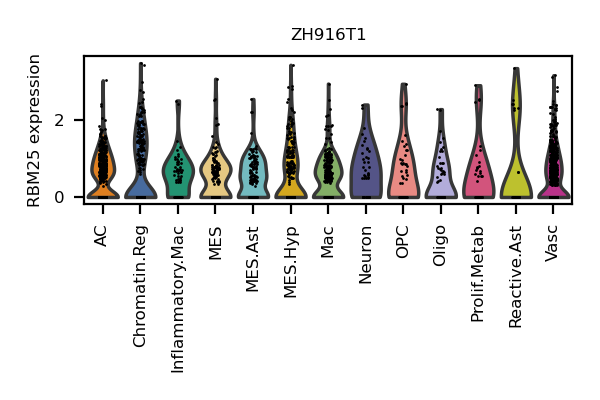 ZH916T1
RBM25 expression
2
0
AC
Chromatin.Reg
Inflammatory.Mac
MES
MES.Ast
MES.Hyp
Mac
Neuron
OPC
Oligo
Prolif.Metab
Reactive.Ast
Vasc